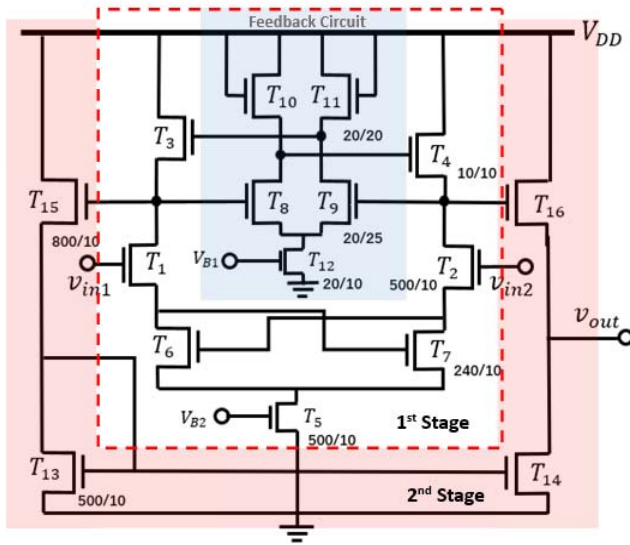 Feedback Circuit
V_DD
T_10
T_11
T_3
20/20
T_4
10/10
T_15
T_8
T_9
T_16
800/10
V_B1
T_12
20/25
v_in1
T_1
20/10
500/10
T_2
v_in2
v_out
T_6
T_7
240/10
V_B2
T_5
500/10
1st Stage
T_13
500/10
T_14
2nd Stage